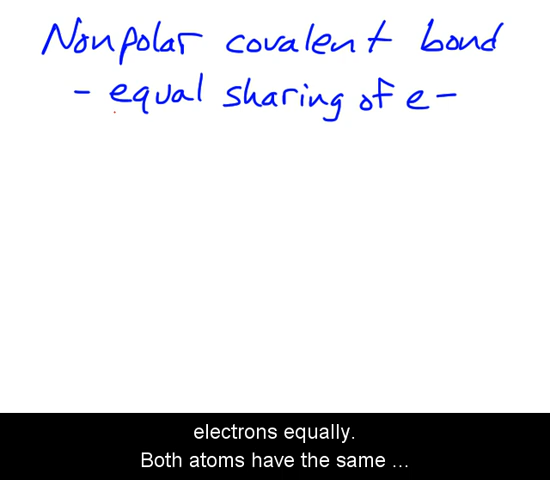 Nonpolar covalent bond
- equal sharing of e-
electrons equally.
Both atoms have the same ...